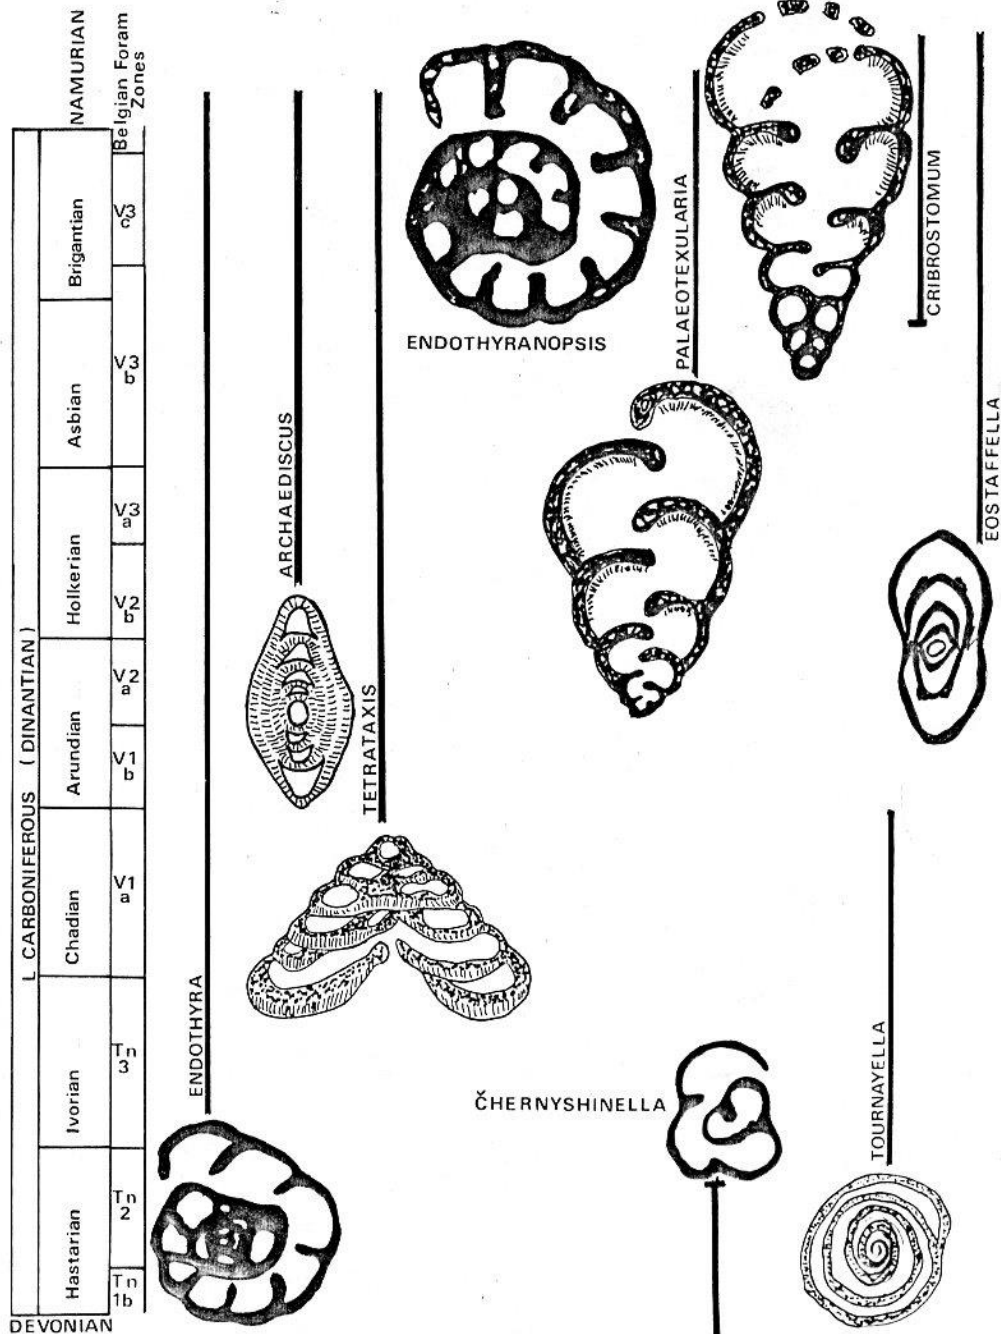 NAMURIAN
Belgian Foram
Zones
L CARBONIFEROUS ( DINANTIAN )
Brigantian
Asbian
Holkerian
Arundian
Chadian
Ivorian
Hastarian
V3
c
V3
b
V3
a
V2
b
V2
a
V1
b
V1
a
Tn
3
Tn
2
Tn
1b
DEVONIAN
ENDOTHYRA
ARCHAEDISCUS
TETRATAXIS
ENDOTHYRANOPSIS
PALAEOTEXULARIA
CRIBROSTOMUM
EOSTAFFELLA
ČHERNYSHINELLA
TOURNAYELLA